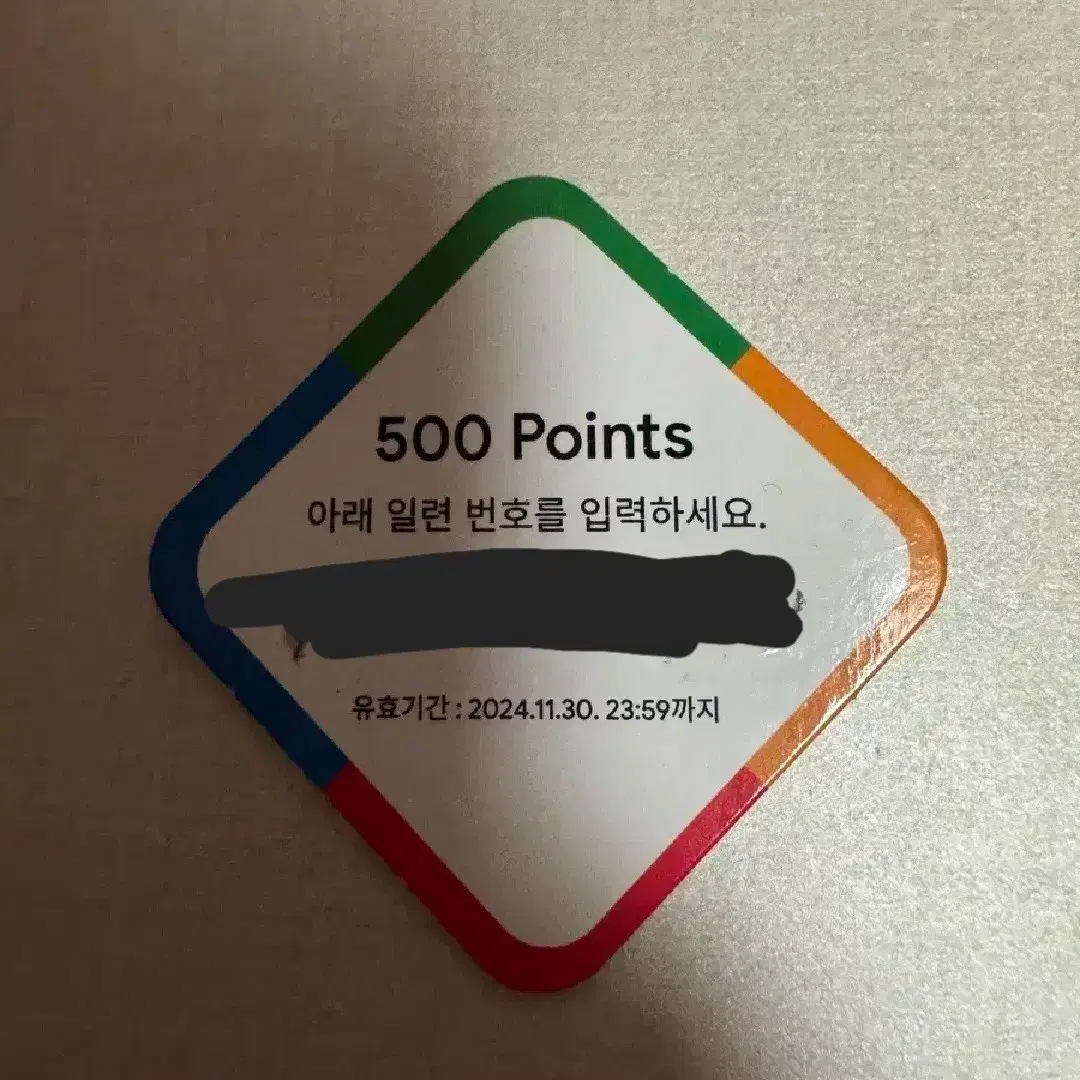 500 Points
아래 일련 번호를 입력하세요.
유효기간 : 2024.11.30. 23:59까지